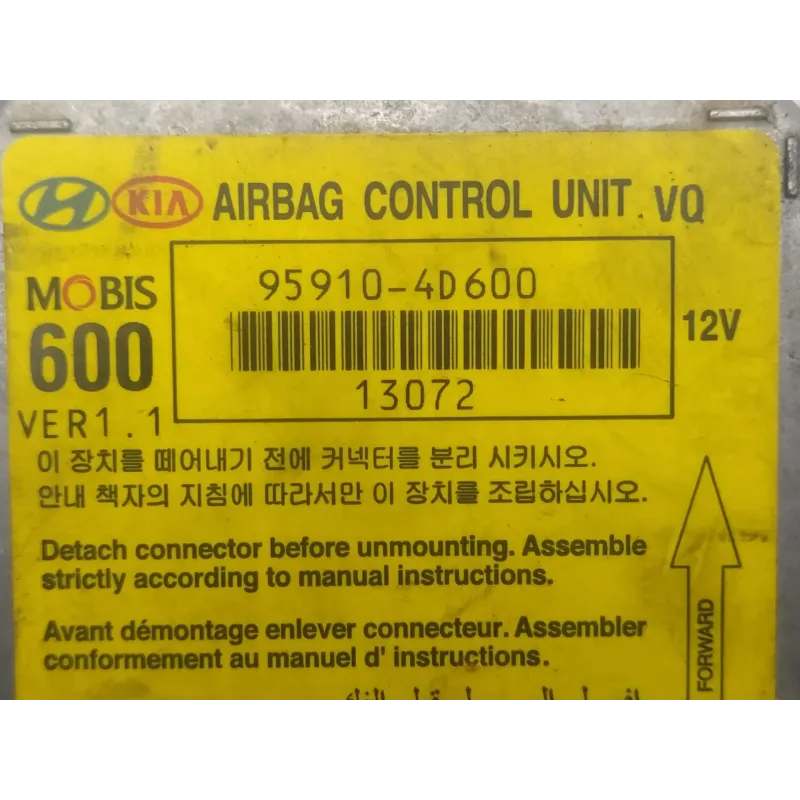 KIA AIRBAG CONTROL UNIT VQ
MOBIS
600
VER1.1
95910-4D600
13072
12V
이 장치를 떼어내기 전에 커넥터를 분리 시키시오.
안내 책자의 지침에 따라서만 이 장치를 조립하십시오.
Detach connector before unmounting. Assemble
strictly according to manual instructions.
Avant démontage enlever connecteur. Assembler
conformement au manuel d' instructions.
FORWARD